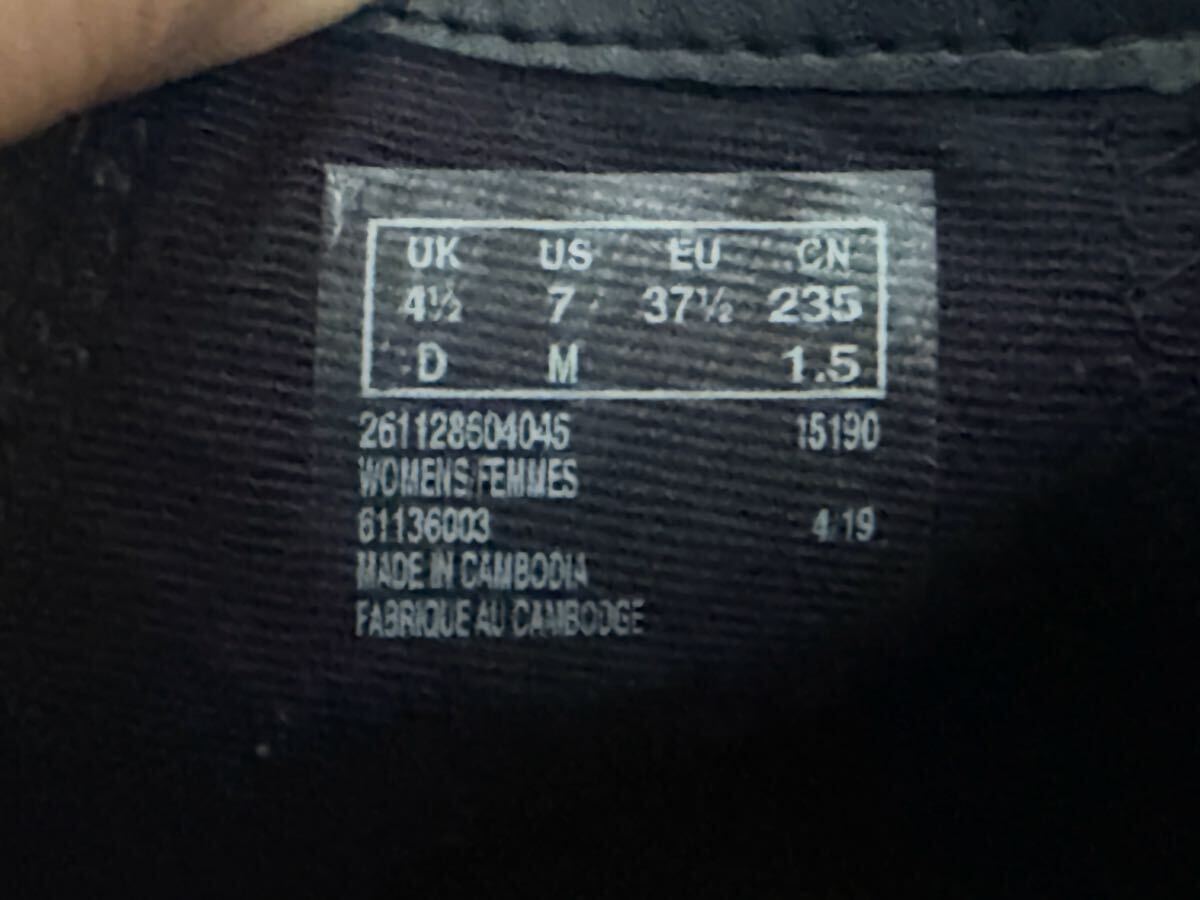 UK US EU CN
4½ 7 37½ 235
D M 1.5
261128604045 15190
WOMENS/FEMMES
61136003 4/19
MADE IN CAMBODIA
FABRIQUE AU CAMBODGE